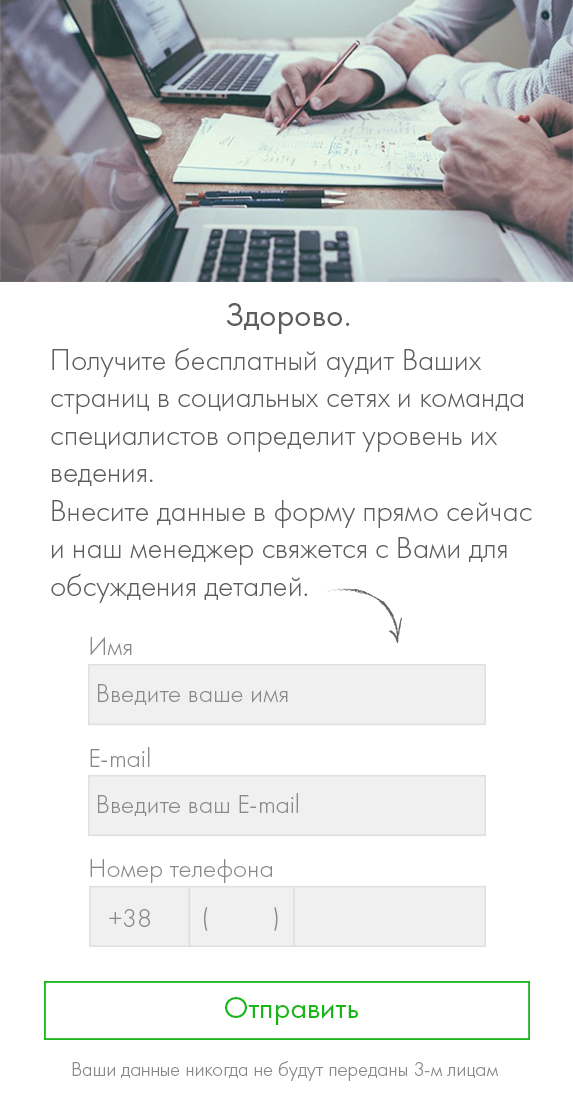 Здорово.
Получите бесплатный аудит Ваших
страниц в социальных сетях и команда
специалистов определит уровень их
ведения.
Внесите данные в форму прямо сейчас
и наш менеджер свяжется с Вами для
обсуждения деталей.
Имя
Введите ваше имя
E-mail
Введите ваш E-mail
Номер телефона
+38 ( )
Отправить
Ваши данные никогда не будут переданы 3-м лицам